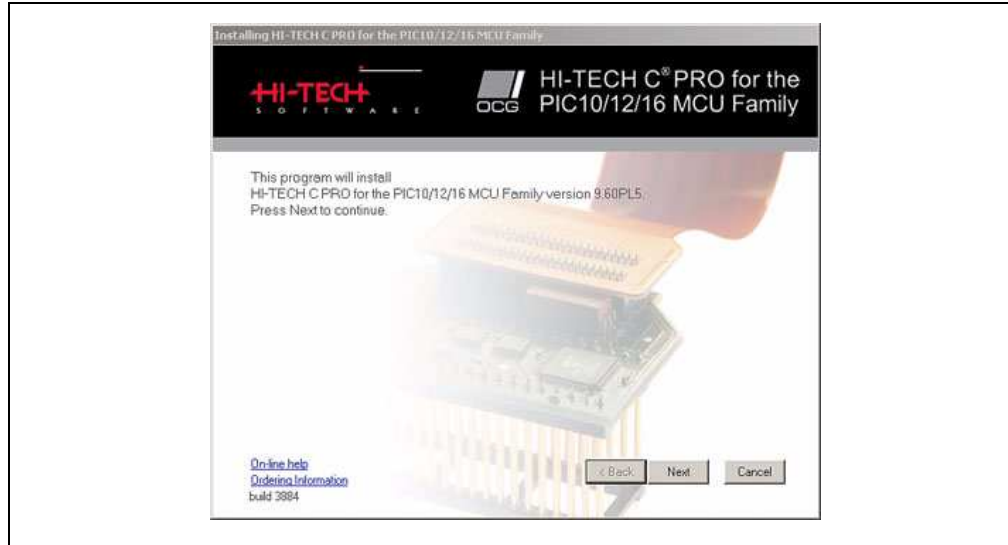 Installing HI-TECH C PRO for the PIC10/12/16 MCU Family
HI-TECH
SOFTWARE
OCG
HI-TECH C® PRO for the
PIC10/12/16 MCU Family
This program will install
HI-TECH C PRO for the PIC10/12/16 MCU Family version 9.60PL5.
Press Next to continue.
On-line help
Ordering Information
build 3884
< Back
Next
Cancel